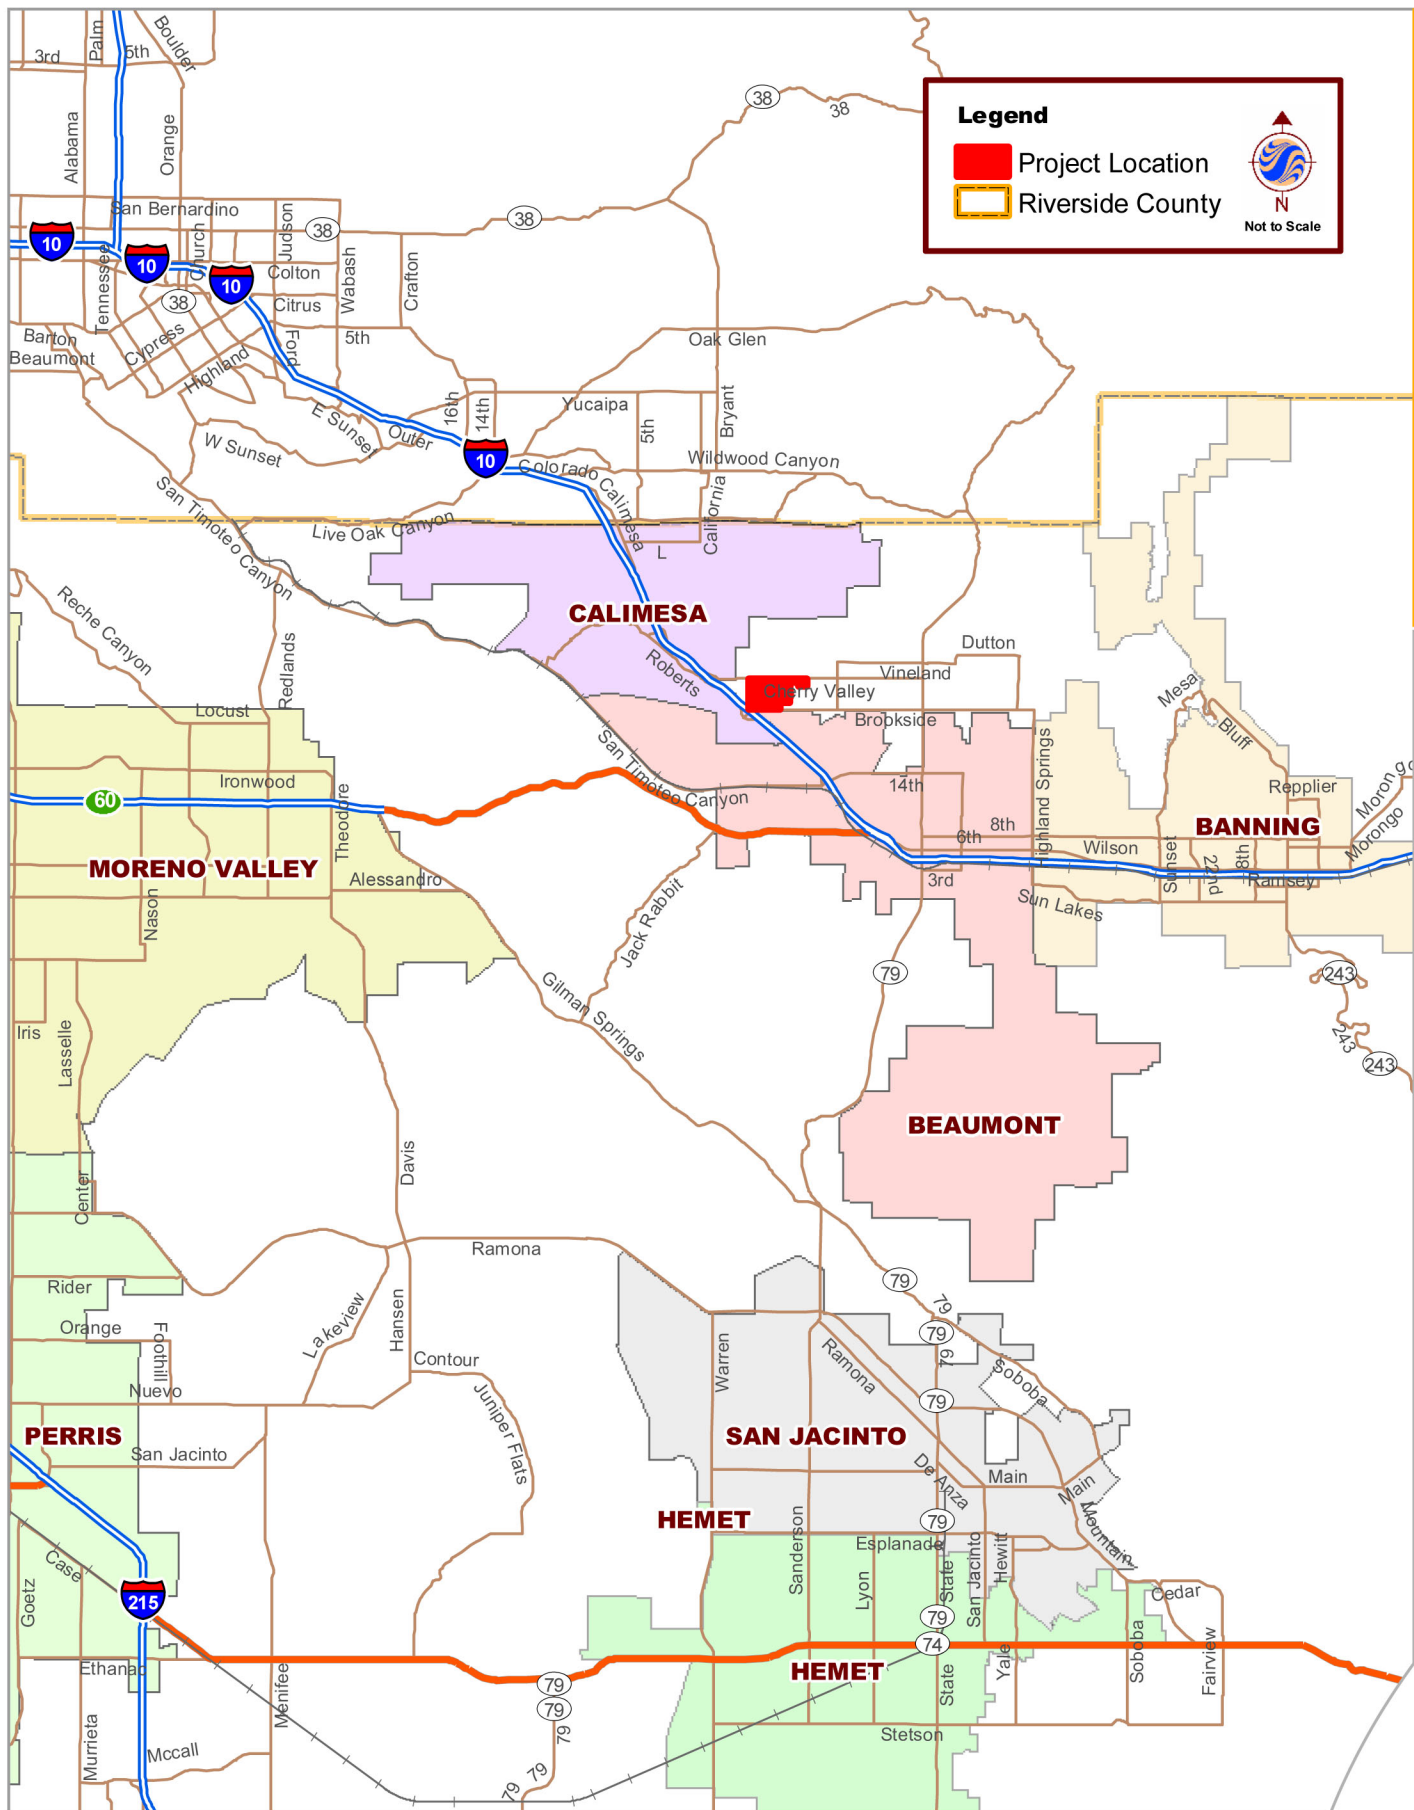 3rd
Palm
5th
Boulder
38
38
Legend
Project Location
Riverside County
N
Not to Scale
Alabama
Orange
San Bernardino
Judson
38
38
10
10
10
Church
Tennessee
Colton
Wabash
Crafton
38
Citrus
Barton
Beaumont
Cypress
Highland
Ford
5th
Oak Glen
E Sunset
W Sunset
Outer
16th
14th
Yucaipa
5th
Bryant
10
Colorado
Calimesa
Wildwood Canyon
California
San Timoteo Canyon
Live Oak Canyon
L
CALIMESA
Reche Canyon
Redlands
Roberts
Dutton
Vineland
Cherry Valley
Brookside
Mesa
Bluff
Locust
San Timoteo Canyon
Highland Springs
Ironwood
Theodore
60
14th
Repplier
Morongo
Morongo
BANNING
8th
6th
Wilson
Sunset
22nd
8th
Ramsey
MORENO VALLEY
Alessandro
3rd
Sun Lakes
Nason
Jack Rabbit
79
243
243
243
Gilman Springs
Iris
Lasselle
BEAUMONT
Davis
Center
Ramona
Rider
79
79
79
79
Orange
Foothill
Lakeview
Hansen
Contour
Warren
Ramona
Soboba
Nuevo
Juniper Flats
79
PERRIS
San Jacinto
SAN JACINTO
De Anza
Main
Main
Mountain
HEMET
79
Sanderson
Esplanade
Case
Goetz
215
Lyon
State
San Jacinto
Hewitt
Cedar
79
74
Yale
Soboba
Fairview
Ethanac
Menifee
79
79
79
HEMET
State
Stetson
Murrieta
Mccall
79
79